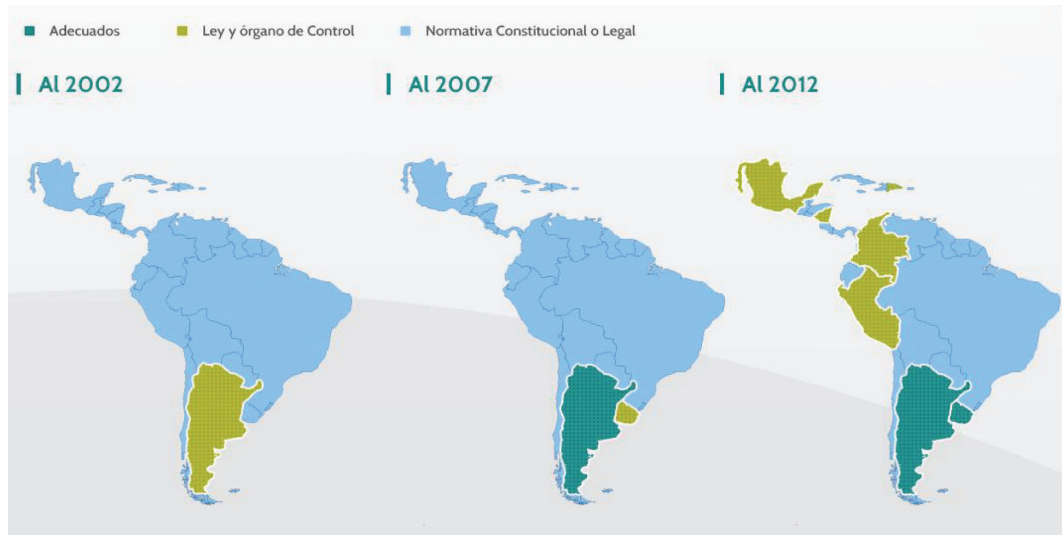 Adecuados
Ley y órgano de Control
Normativa Constitucional o Legal
Al 2002
Al 2007
Al 2012